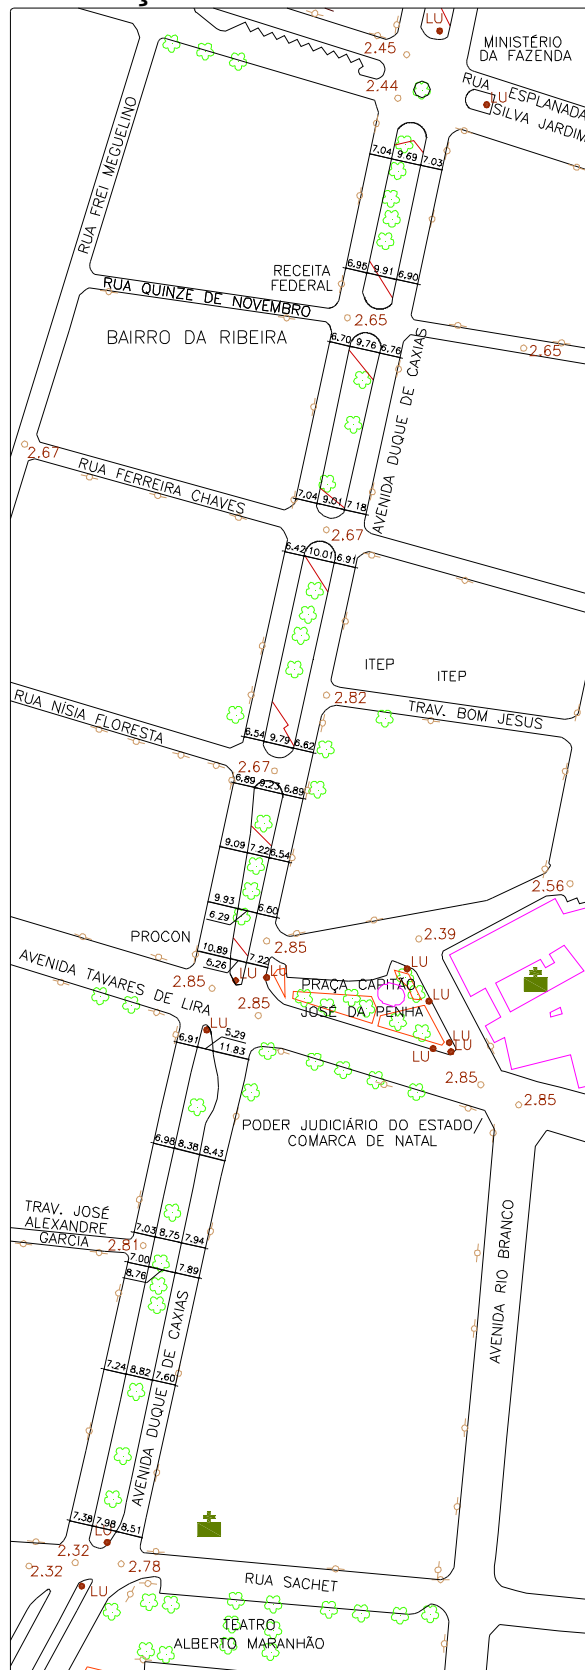 LU
2.45
MINISTÉRIO
DA FAZENDA
2.44
RUA ESPLANADA
SILVA JARDIM
LU
RUA FREI MEGUELINO
7.04 9.69 7.03
RECEITA
FEDERAL
6.95 9.91 6.90
RUA QUINZE DE NOVEMBRO
2.65
BAIRRO DA RIBEIRA
6.70 9.76 6.76
2.65
AVENIDA DUQUE DE CAXIAS
2.67
RUA FERREIRA CHAVES
7.04 9.01 7.18
2.67
6.42 10.01 6.91
ITEP
ITEP
2.82
RUA NÍSIA FLORESTA
TRAV. BOM JESUS
6.54 9.79 6.62
2.67
6.89 9.23 6.89
9.09 7.22 6.54
2.56
9.93
6.29
6.60
PROCON
2.85
2.39
10.89
5.26
7.22
AVENIDA TAVARES DE LIRA
2.85
LU
LU
LU
PRAÇA CAPITÃO
JOSÉ DA PENHA
LU
2.85
LU
5.29
6.91
11.83
LU
LU
2.85
2.85
PODER JUDICIÁRIO DO ESTADO/
COMARCA DE NATAL
6.98 8.38 8.43
TRAV. JOSÉ
ALEXANDRE
GARCIA
7.03 8.75 7.94
2.81
7.00
8.76
7.89
AVENIDA RIO BRANCO
AVENIDA DUQUE DE CAXIAS
7.24 8.82 7.60
7.38 7.98 8.51
LU
2.32
2.32
2.78
LU
RUA SACHET
TEATRO
ALBERTO MARANHÃO